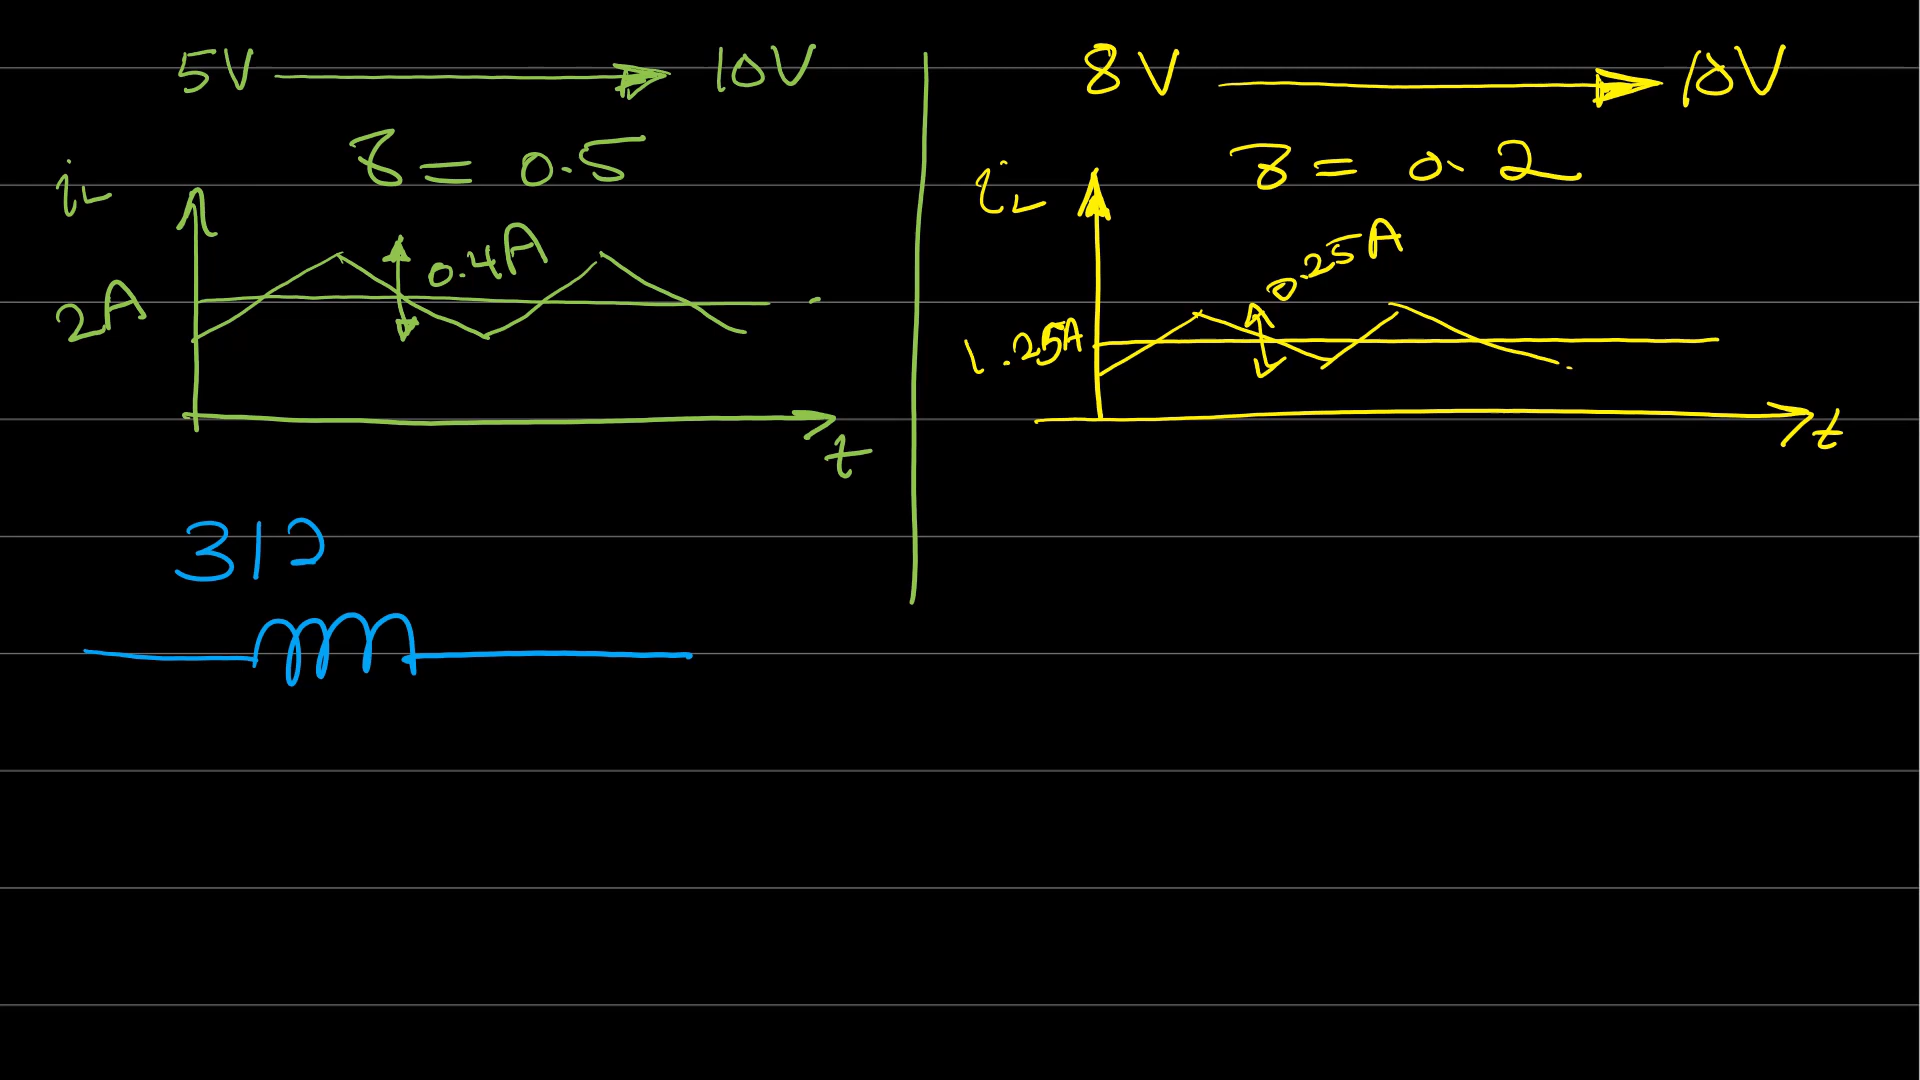 5V → 10V
δ = 0.5
iL
0.4A
2A
t
8V → 10V
δ = 0.2
iL
0.25A
1.25A
t
312